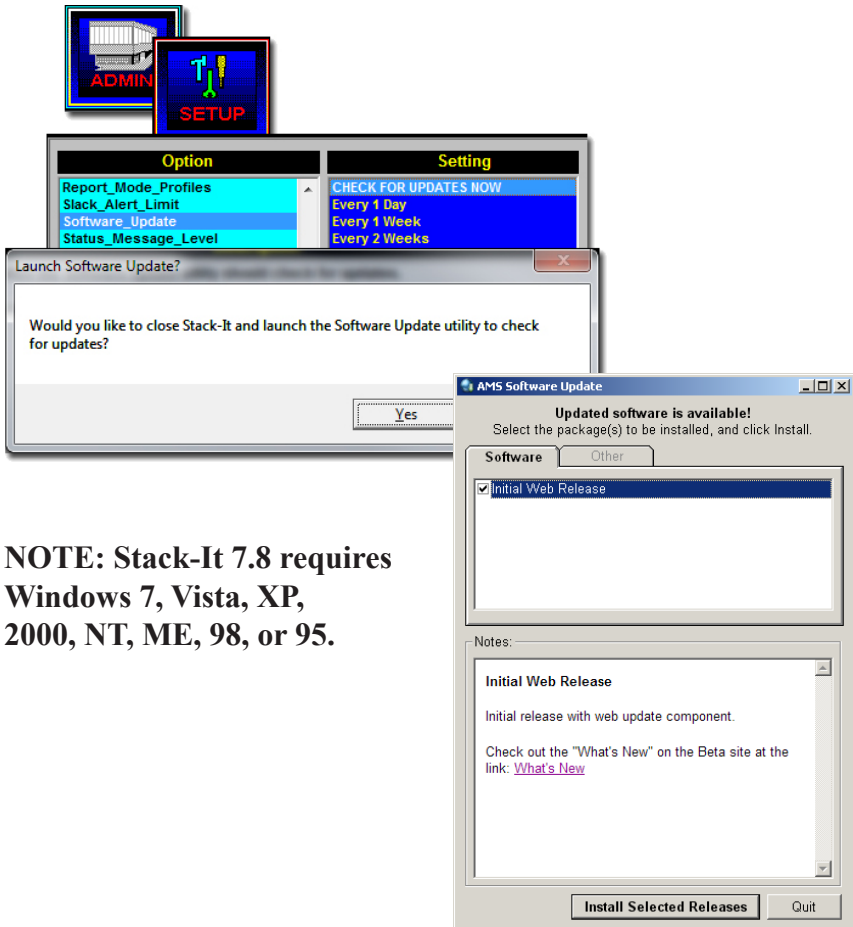 ADMIN
SETUP
Option
Setting
Report_Mode_Profiles
Slack_Alert_Limit
Software_Update
Status_Message_Level
CHECK FOR UPDATES NOW
Every 1 Day
Every 1 Week
Every 2 Weeks
Launch Software Update?
Would you like to close Stack-It and launch the Software Update utility to check
for updates?
Yes
AMS Software Update
Updated software is available!
Select the package(s) to be installed, and click Install.
Software
Other
Initial Web Release
NOTE: Stack-It 7.8 requires
Windows 7, Vista, XP,
2000, NT, ME, 98, or 95.
Notes:
Initial Web Release
Initial release with web update component.
Check out the "What's New" on the Beta site at the
link: What's New
Install Selected Releases
Quit